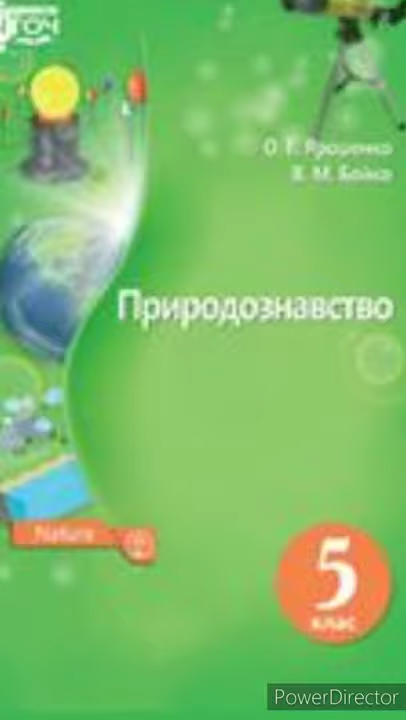 О. Г. Ярошенко
В. М. Бойко
Природознавство
Nature
5
клас
PowerDirector